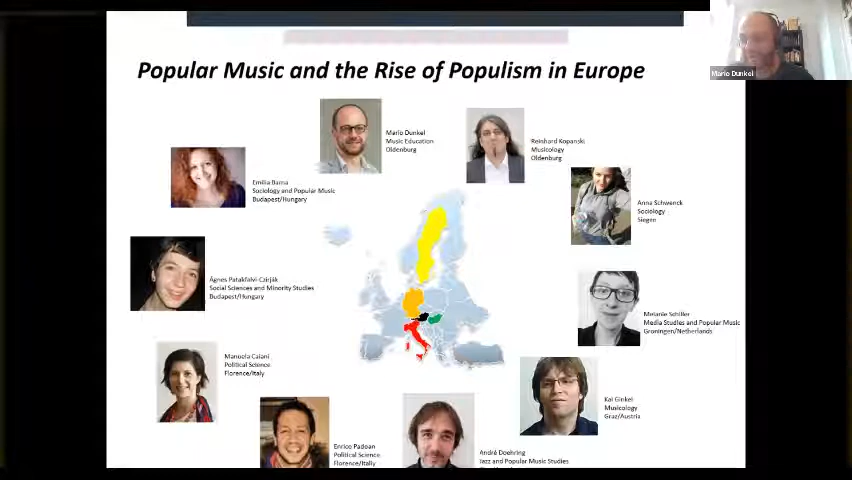 Popular Music and the Rise of Populism in Europe
Mario Dunkel
Mario Dunkel
Music Education
Oldenburg
Reinhard Kopanski
Musicology
Oldenburg
Emilia Barna
Sociology and Popular Music
Budapest/Hungary
Anna Schwenck
Sociology
Siegen
Ágnes Patakfalvi-Czirják
Social Sciences and Minority Studies
Budapest/Hungary
Melanie Schiller
Media Studies and Popular Music
Groningen/Netherlands
Manuela Caiani
Political Science
Florence/Italy
Kai Ginkel
Musicology
Graz/Austria
Enrico Padoan
Political Science
Florence/Italy
André Doehring
Jazz and Popular Music Studies